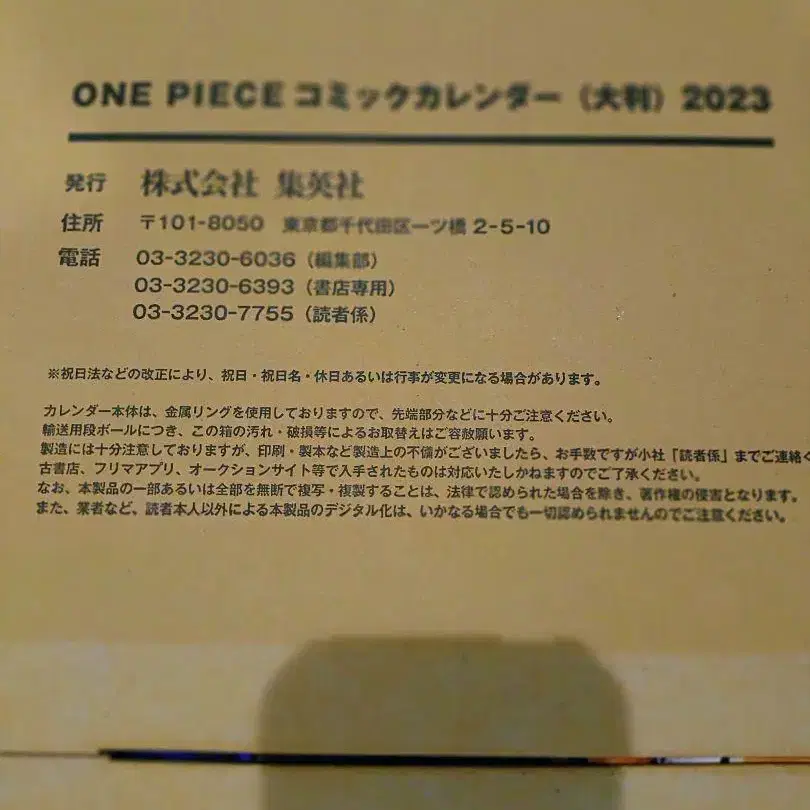 ONE PIECE コミックカレンダー（大判）2023
発行 株式会社 集英社
住所 〒101-8050 東京都千代田区一ツ橋 2-5-10
電話 03-3230-6036（編集部）
03-3230-6393（書店専用）
03-3230-7755（読者係）
※祝日法などの改正により、祝日・祝日名・休日あるいは行事が変更になる場合があります。
カレンダー本体は、金属リングを使用しておりますので、先端部分などに十分ご注意ください。
輸送用段ボールにつき、この箱の汚れ・破損等によるお取替えはご容赦願います。
製造には十分注意しておりますが、印刷・製本など製造上の不備がございましたら、お手数ですが小社「読者係」までご連絡く
古書店、フリマアプリ、オークションサイト等で入手されたものは対応いたしかねますのでご了承ください。
なお、本製品の一部あるいは全部を無断で複写・複製することは、法律で認められた場合を除き、著作権の侵害となります。
また、業者など、読者本人以外による本製品のデジタル化は、いかなる場合でも一切認められませんのでご注意ください。